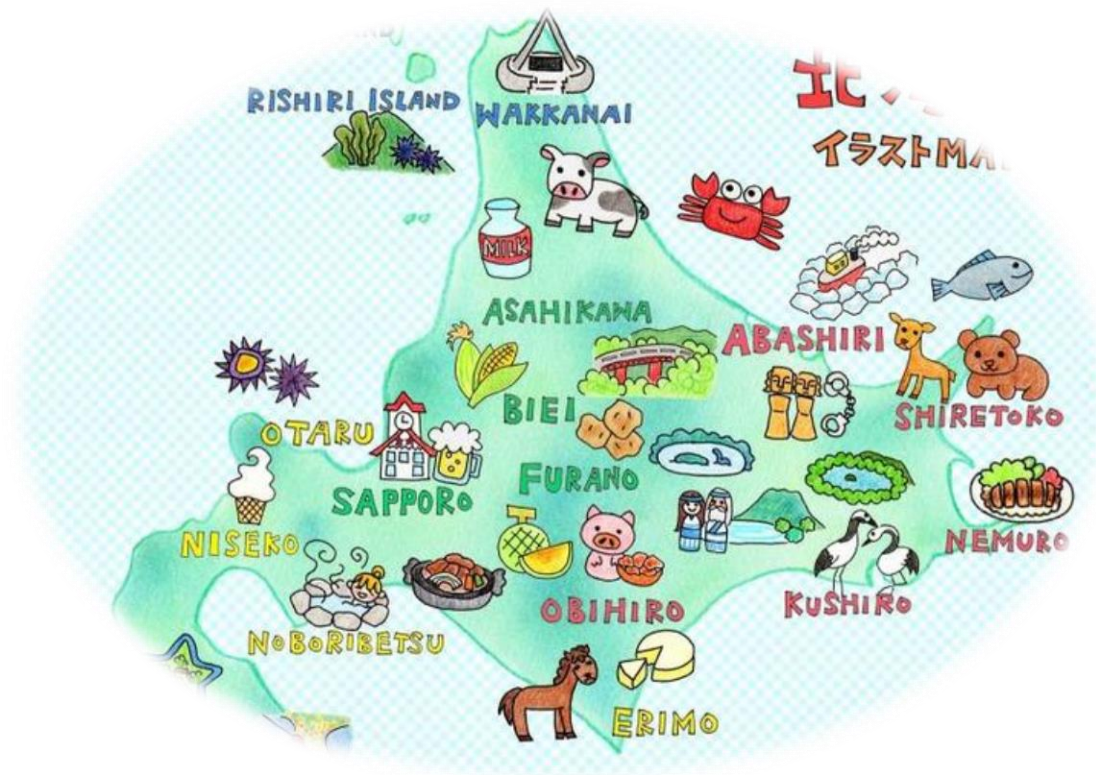 RISHIRI ISLAND
WAKKANAI
北
イラストMA
MILK
ASAHIKAWA
ABASHIRI
BIEI
SHIRETOKO
OTARU
FURANO
SAPPORO
NISEKO
NEMURO
OBIHIRO
KUSHIRO
NOBORIBETSU
ERIMO